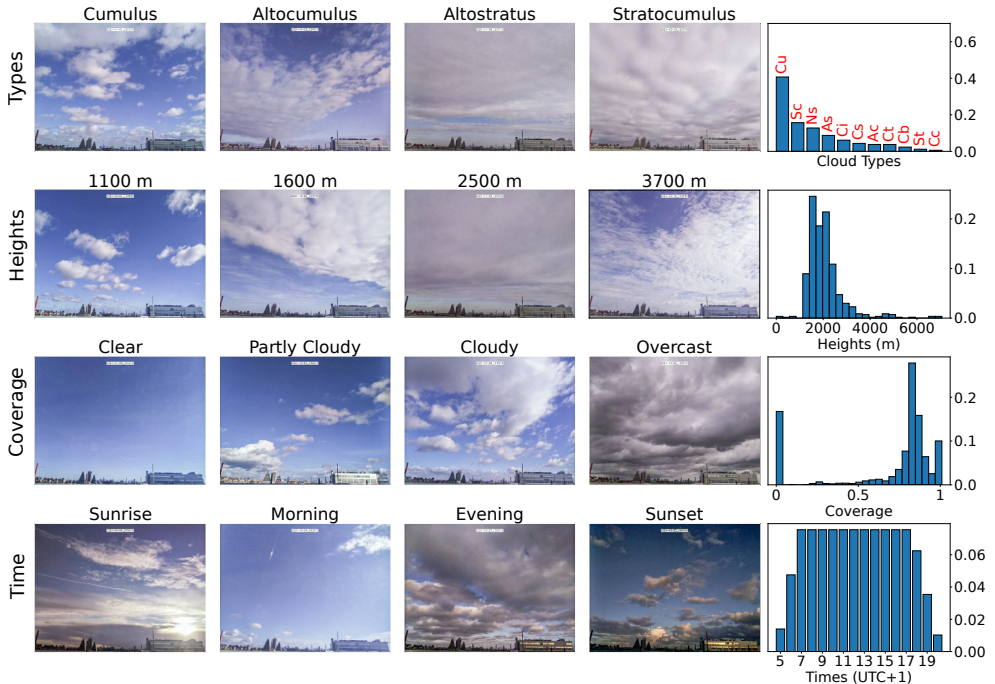 Cumulus Altocumulus Altostratus Stratocumulus
Types
Cu Sc Ns As Ci Cs Ac Ct Cb St Cc
0.6
0.4
0.2
0.0
Cloud Types
1100 m 1600 m 2500 m 3700 m
Heights
0.2
0.1
0.0
0 2000 4000 6000
Heights (m)
Clear Partly Cloudy Cloudy Overcast
Coverage
0.2
0.1
0.0
0 0.5 1
Coverage
Sunrise Morning Evening Sunset
Time
0.06
0.04
0.02
0.00
5 7 9 11 13 15 17 19
Times (UTC+1)